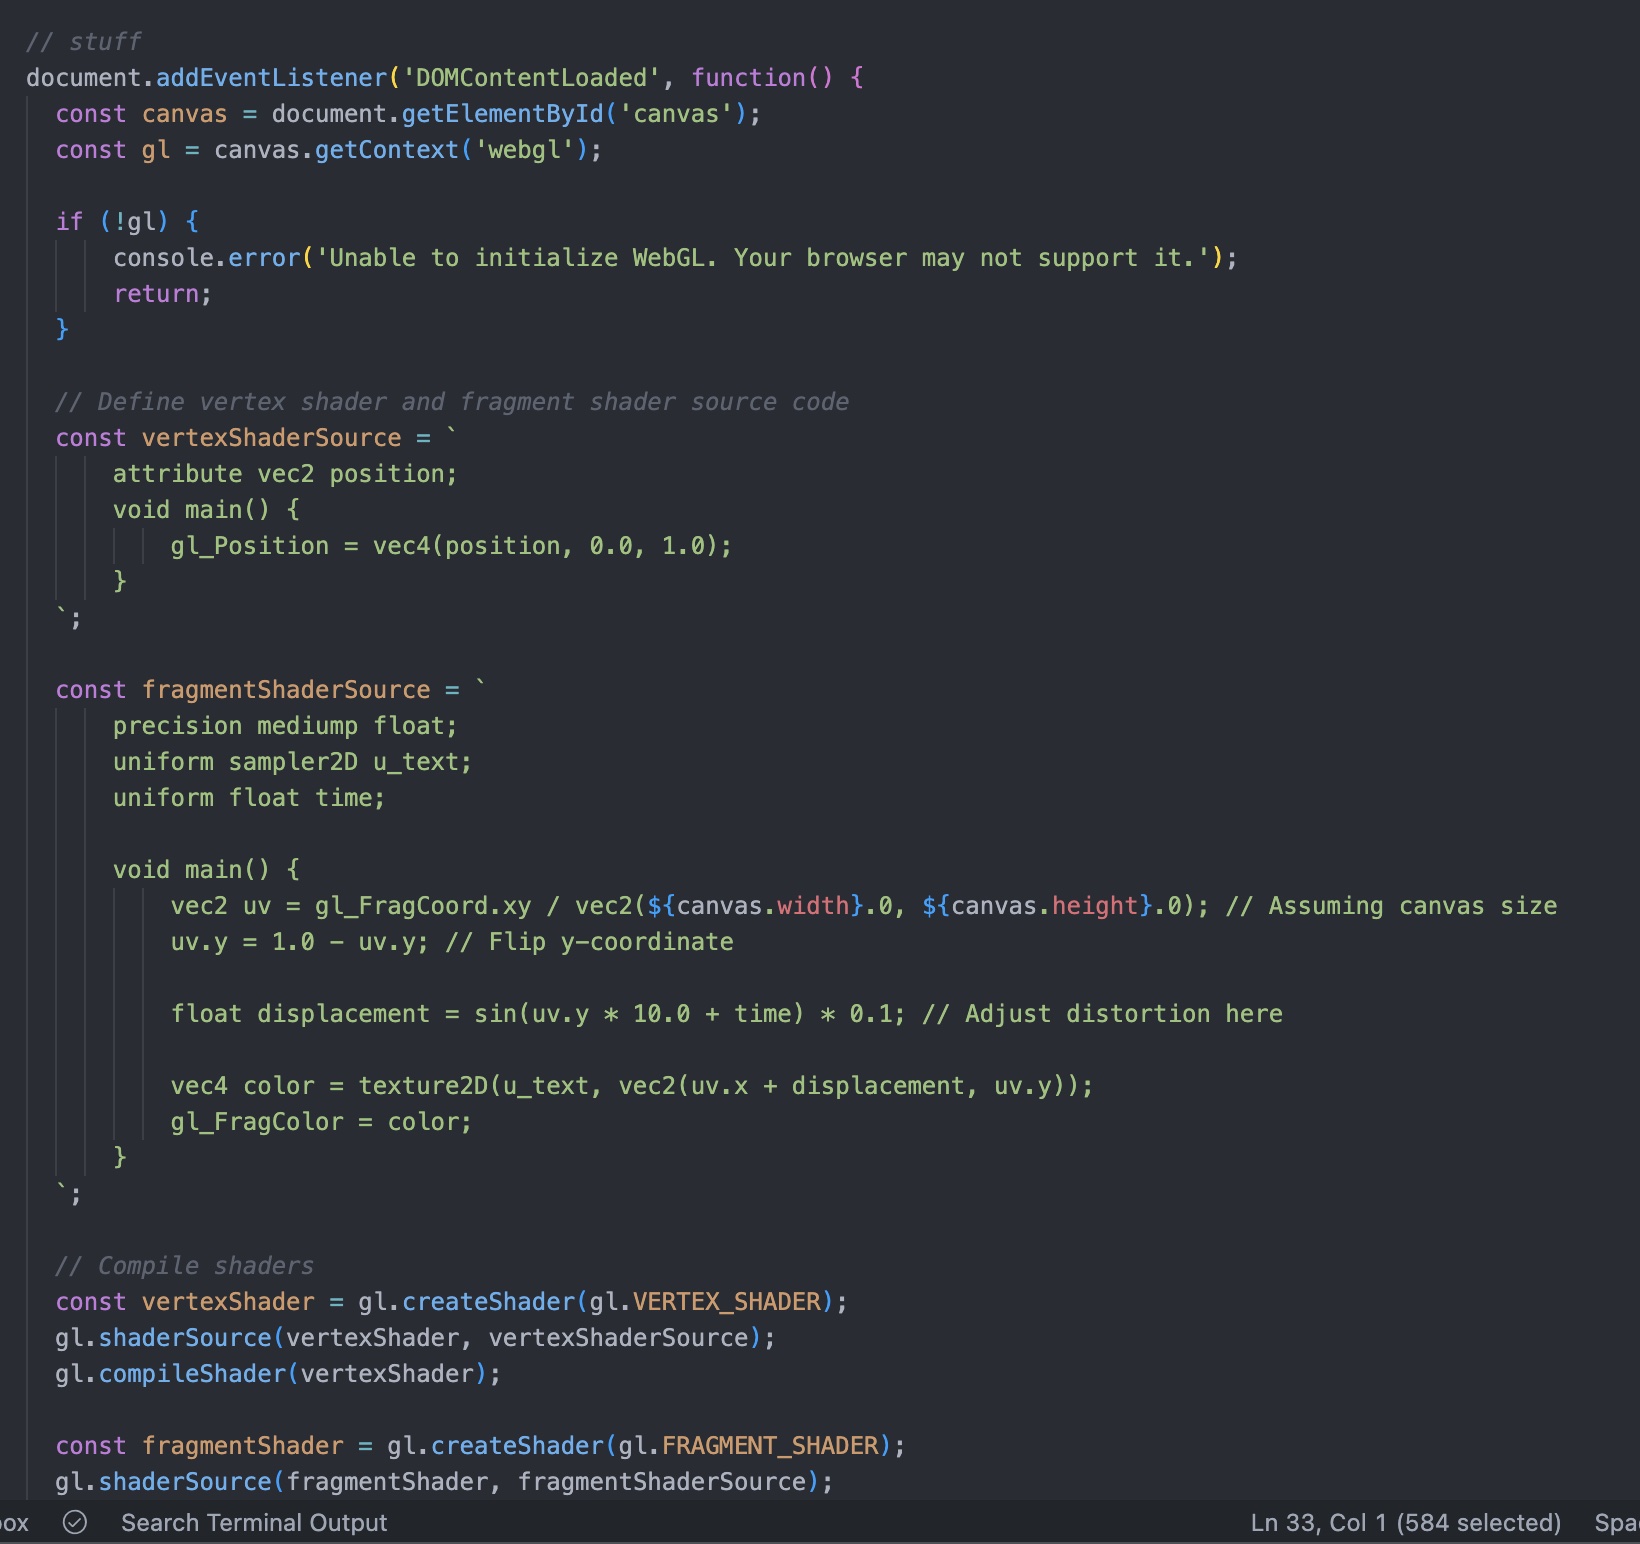 // stuff
document.addEventListener('DOMContentLoaded', function() {
const canvas = document.getElementById('canvas');
const gl = canvas.getContext('webgl');
if (!gl) {
console.error('Unable to initialize WebGL. Your browser may not support it.');
return;
}
// Define vertex shader and fragment shader source code
const vertexShaderSource = `
attribute vec2 position;
void main() {
gl_Position = vec4(position, 0.0, 1.0);
}
`;
const fragmentShaderSource = `
precision mediump float;
uniform sampler2D u_text;
uniform float time;
void main() {
vec2 uv = gl_FragCoord.xy / vec2(${canvas.width}.0, ${canvas.height}.0); // Assuming canvas size
uv.y = 1.0 - uv.y; // Flip y-coordinate
float displacement = sin(uv.y * 10.0 + time) * 0.1; // Adjust distortion here
vec4 color = texture2D(u_text, vec2(uv.x + displacement, uv.y));
gl_FragColor = color;
}
`;
// Compile shaders
const vertexShader = gl.createShader(gl.VERTEX_SHADER);
gl.shaderSource(vertexShader, vertexShaderSource);
gl.compileShader(vertexShader);
const fragmentShader = gl.createShader(gl.FRAGMENT_SHADER);
gl.shaderSource(fragmentShader, fragmentShaderSource);
Search Terminal Output Ln 33, Col 1 (584 selected)